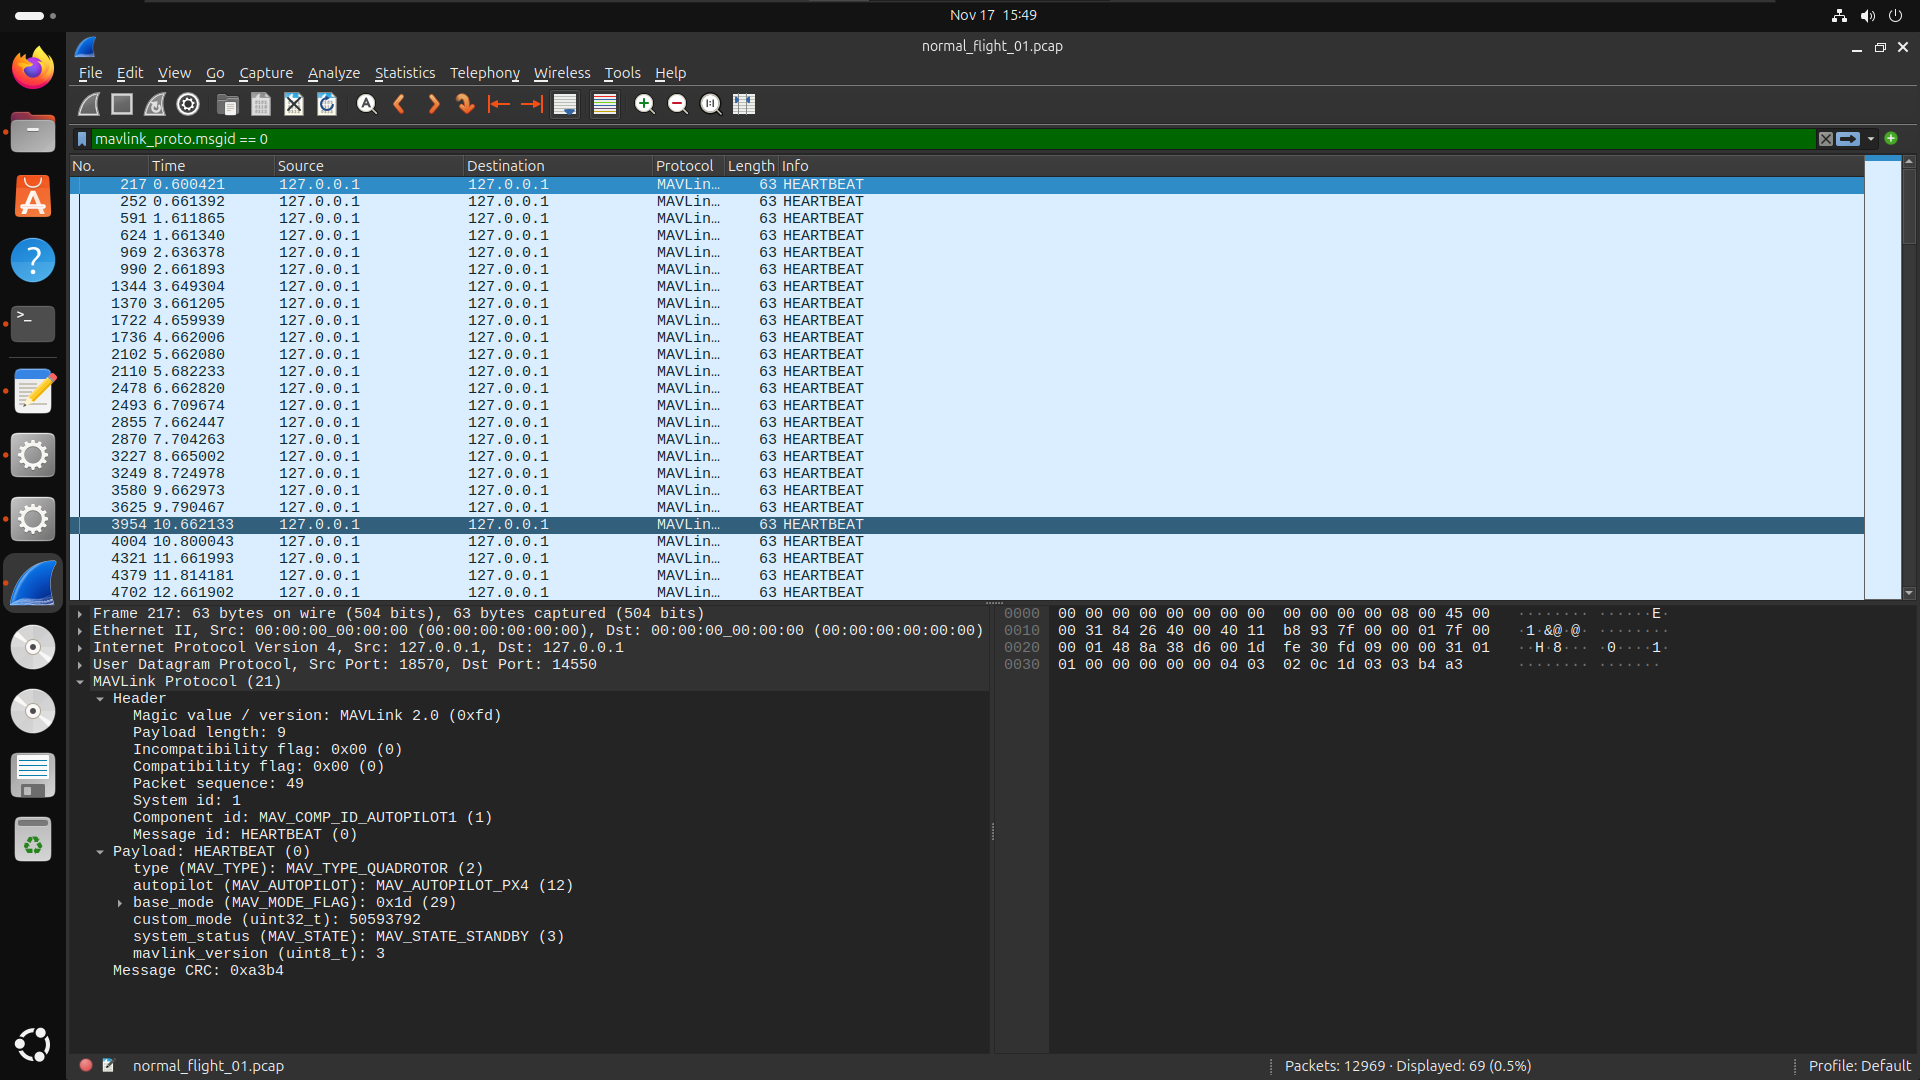 Nov 17 15:49
normal_flight_01.pcap
File Edit View Go Capture Analyze Statistics Telephony Wireless Tools Help
mavlink_proto.msgid == 0
No. Time Source Destination Protocol Length Info
217 0.600421 127.0.0.1 127.0.0.1 MAVLin… 63 HEARTBEAT
252 0.661392 127.0.0.1 127.0.0.1 MAVLin… 63 HEARTBEAT
591 1.611865 127.0.0.1 127.0.0.1 MAVLin… 63 HEARTBEAT
624 1.661340 127.0.0.1 127.0.0.1 MAVLin… 63 HEARTBEAT
969 2.636378 127.0.0.1 127.0.0.1 MAVLin… 63 HEARTBEAT
990 2.661893 127.0.0.1 127.0.0.1 MAVLin… 63 HEARTBEAT
1344 3.649304 127.0.0.1 127.0.0.1 MAVLin… 63 HEARTBEAT
1370 3.661205 127.0.0.1 127.0.0.1 MAVLin… 63 HEARTBEAT
1722 4.659939 127.0.0.1 127.0.0.1 MAVLin… 63 HEARTBEAT
1736 4.662006 127.0.0.1 127.0.0.1 MAVLin… 63 HEARTBEAT
2102 5.662080 127.0.0.1 127.0.0.1 MAVLin… 63 HEARTBEAT
2110 5.682233 127.0.0.1 127.0.0.1 MAVLin… 63 HEARTBEAT
2478 6.662820 127.0.0.1 127.0.0.1 MAVLin… 63 HEARTBEAT
2493 6.709674 127.0.0.1 127.0.0.1 MAVLin… 63 HEARTBEAT
2855 7.662447 127.0.0.1 127.0.0.1 MAVLin… 63 HEARTBEAT
2870 7.704263 127.0.0.1 127.0.0.1 MAVLin… 63 HEARTBEAT
3227 8.665002 127.0.0.1 127.0.0.1 MAVLin… 63 HEARTBEAT
3249 8.724978 127.0.0.1 127.0.0.1 MAVLin… 63 HEARTBEAT
3580 9.662973 127.0.0.1 127.0.0.1 MAVLin… 63 HEARTBEAT
3625 9.790467 127.0.0.1 127.0.0.1 MAVLin… 63 HEARTBEAT
3954 10.662133 127.0.0.1 127.0.0.1 MAVLin… 63 HEARTBEAT
4004 10.800043 127.0.0.1 127.0.0.1 MAVLin… 63 HEARTBEAT
4321 11.661993 127.0.0.1 127.0.0.1 MAVLin… 63 HEARTBEAT
4379 11.814181 127.0.0.1 127.0.0.1 MAVLin… 63 HEARTBEAT
4702 12.661902 127.0.0.1 127.0.0.1 MAVLin… 63 HEARTBEAT
Frame 217: 63 bytes on wire (504 bits), 63 bytes captured (504 bits)
Ethernet II, Src: 00:00:00_00:00:00 (00:00:00:00:00:00), Dst: 00:00:00_00:00:00 (00:00:00:00:00:00)
Internet Protocol Version 4, Src: 127.0.0.1, Dst: 127.0.0.1
User Datagram Protocol, Src Port: 18570, Dst Port: 14550
MAVLink Protocol (21)
Header
Magic value / version: MAVLink 2.0 (0xfd)
Payload length: 9
Incompatibility flag: 0x00 (0)
Compatibility flag: 0x00 (0)
Packet sequence: 49
System id: 1
Component id: MAV_COMP_ID_AUTOPILOT1 (1)
Message id: HEARTBEAT (0)
Payload: HEARTBEAT (0)
type (MAV_TYPE): MAV_TYPE_QUADROTOR (2)
autopilot (MAV_AUTOPILOT): MAV_AUTOPILOT_PX4 (12)
base_mode (MAV_MODE_FLAG): 0x1d (29)
custom_mode (uint32_t): 50593792
system_status (MAV_STATE): MAV_STATE_STANDBY (3)
mavlink_version (uint8_t): 3
Message CRC: 0xa3b4
0000 00 00 00 00 00 00 00 00 00 00 00 00 08 00 45 00 ········ ······E·
0010 00 31 84 26 40 00 40 11 b8 93 7f 00 00 01 7f 00 ·1·&@·@· ········
0020 00 01 48 8a 38 d6 00 1d fe 30 fd 09 00 00 31 01 ··H·8··· ·0····1·
0030 01 00 00 00 00 00 04 03 02 0c 1d 03 03 b4 a3 ········ ·······
normal_flight_01.pcap
Packets: 12969 · Displayed: 69 (0.5%)
Profile: Default